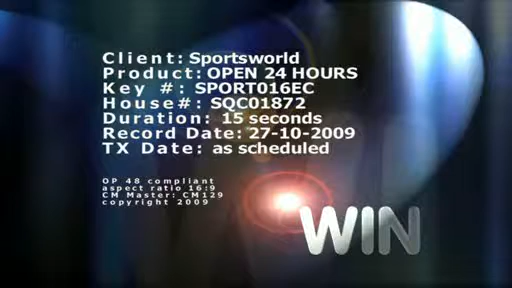 Client: Sportsworld
Product: OPEN 24 HOURS
Key #: SPORT016EC
House#: SQC01872
Duration: 15 seconds
Record Date: 27-10-2009
TX Date: as scheduled
OP 48 compliant
aspect ratio 16:9
CM Master: CM129
copyright 2009
WIN